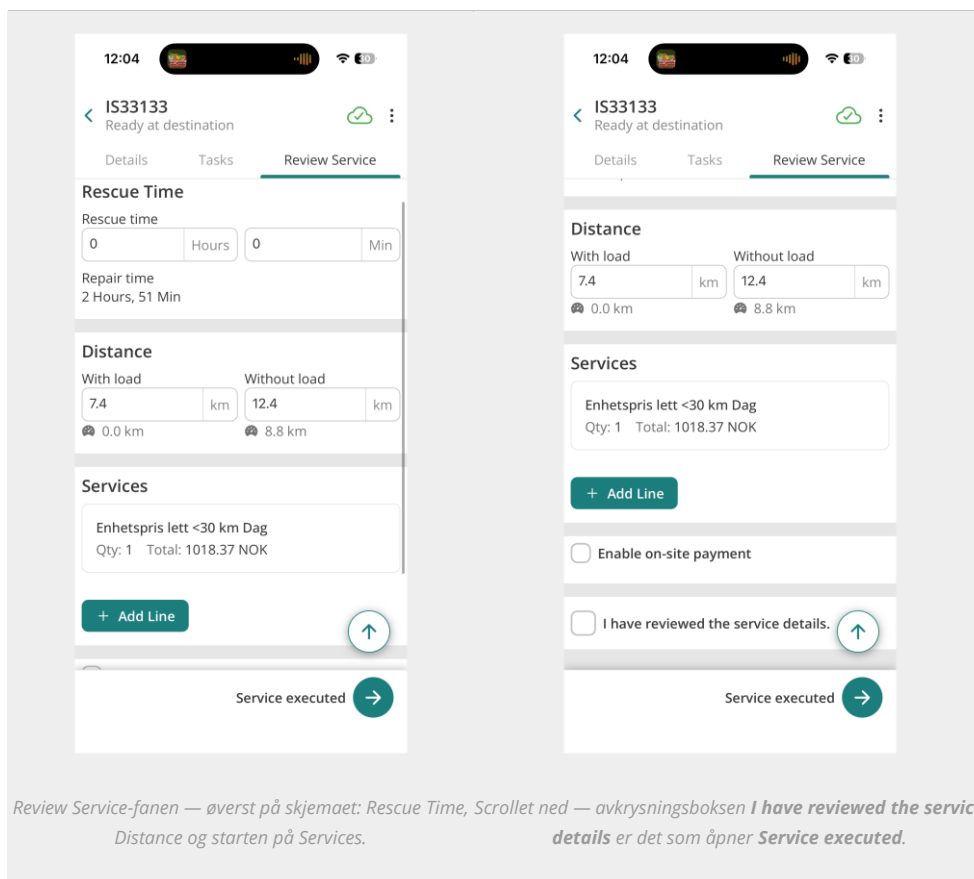 12:04
30
IS33133
Ready at destination
Details Tasks Review Service
Rescue Time
Rescue time
0 Hours 0 Min
Repair time
2 Hours, 51 Min
Distance
With load Without load
7.4 km 12.4 km
0.0 km 8.8 km
Services
Enhetspris lett <30 km Dag
Qty: 1 Total: 1018.37 NOK
+ Add Line
Service executed
12:04
30
IS33133
Ready at destination
Details Tasks Review Service
Distance
With load Without load
7.4 km 12.4 km
0.0 km 8.8 km
Services
Enhetspris lett <30 km Dag
Qty: 1 Total: 1018.37 NOK
+ Add Line
Enable on-site payment
I have reviewed the service details.
Service executed
Review Service-fanen — øverst på skjemaet: Rescue Time,
Distance og starten på Services.
Scrollet ned — avkrysningsboksen I have reviewed the servic
details er det som åpner Service executed.